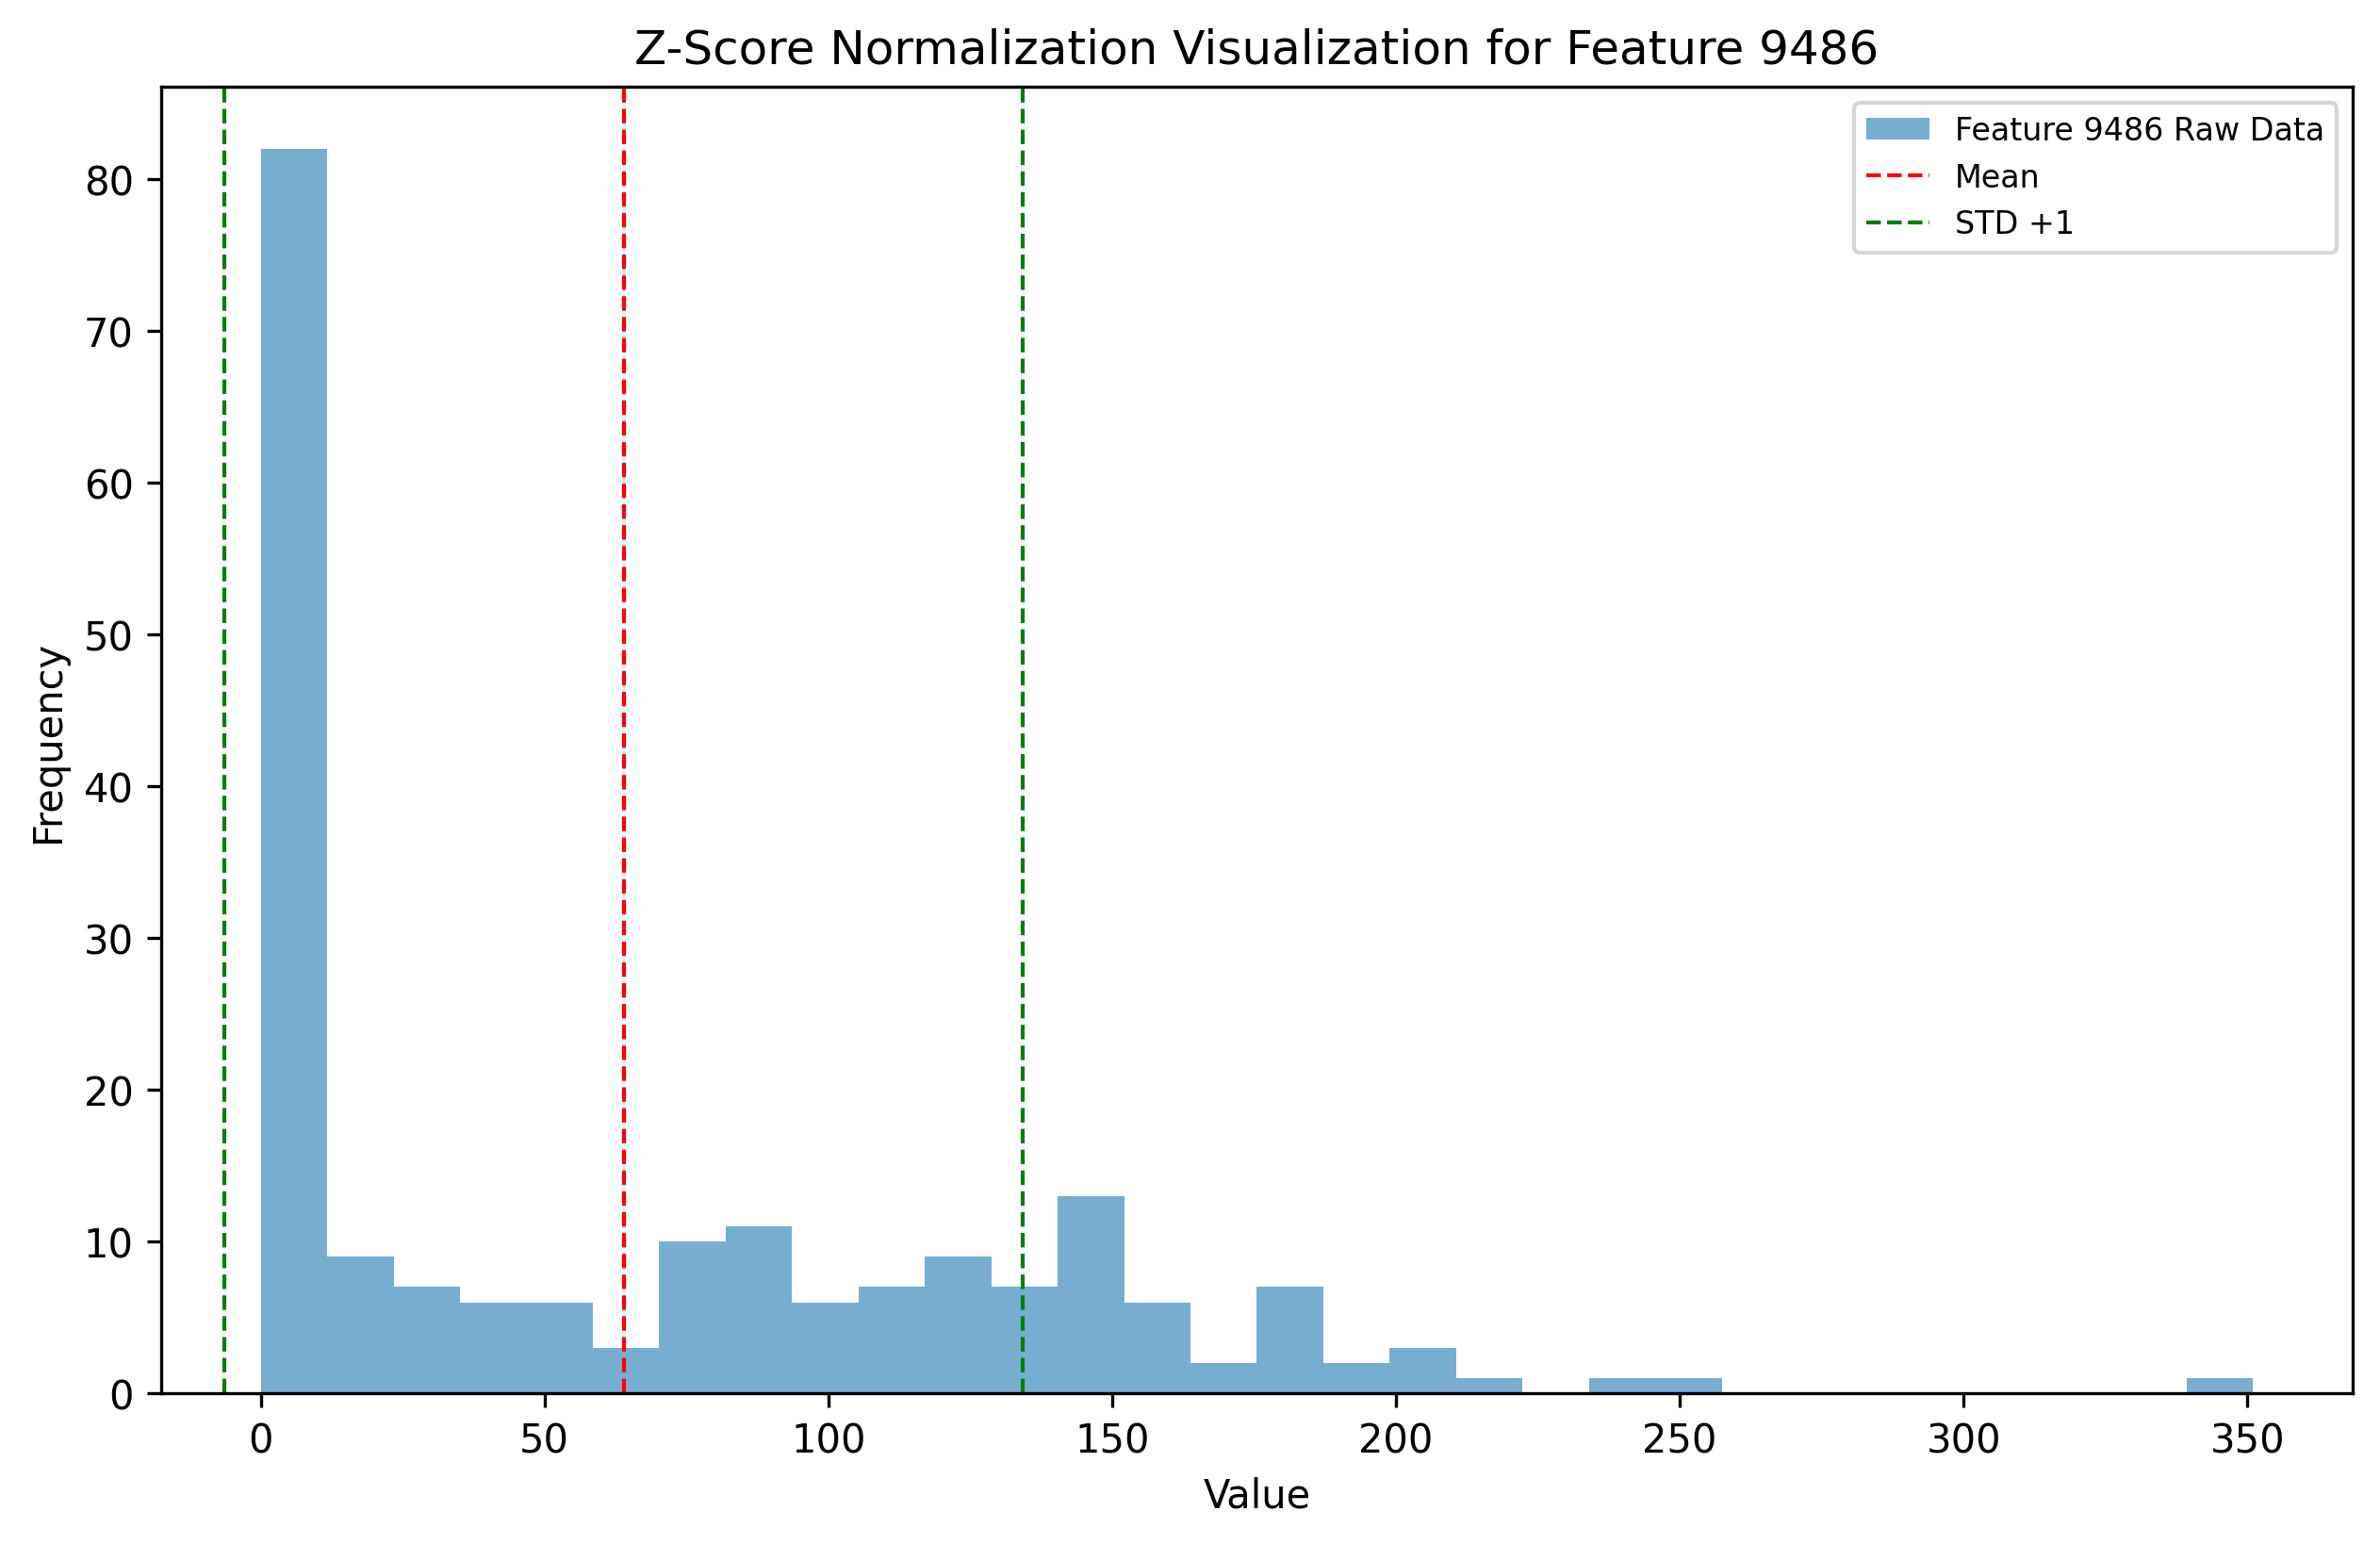 Z-Score Normalization Visualization for Feature 9486
Feature 9486 Raw Data
Mean
STD +1
Frequency
80
70
60
50
40
30
20
10
0
0 50 100 150 200 250 300 350
Value